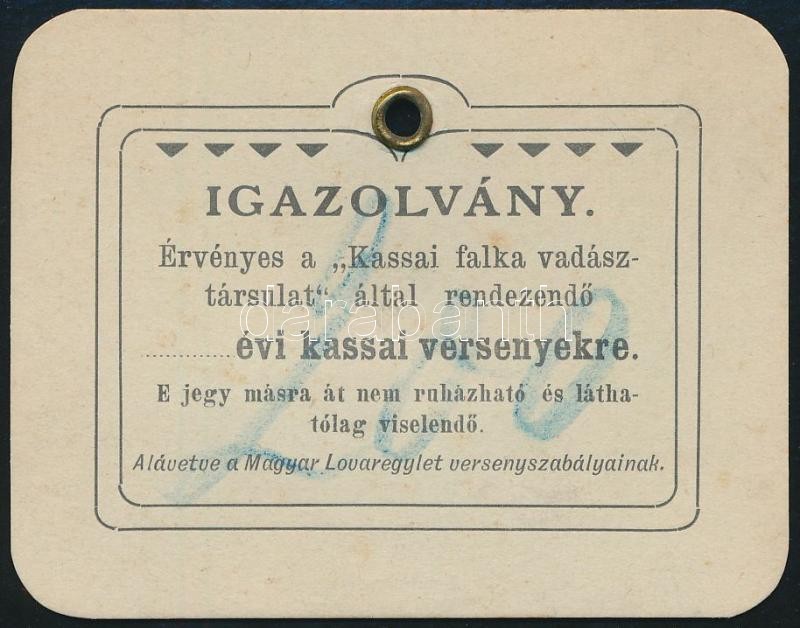 IGAZOLVÁNY.
Érvényes a „Kassai falka vadász-
társulat“ által rendezendő
darabanth
............évi kassai versenyekre.
E jegy másra át nem ruházható és látha-
tólag viselendő.
Alávetve a Magyar Lovaregylet versenyszabályainak.